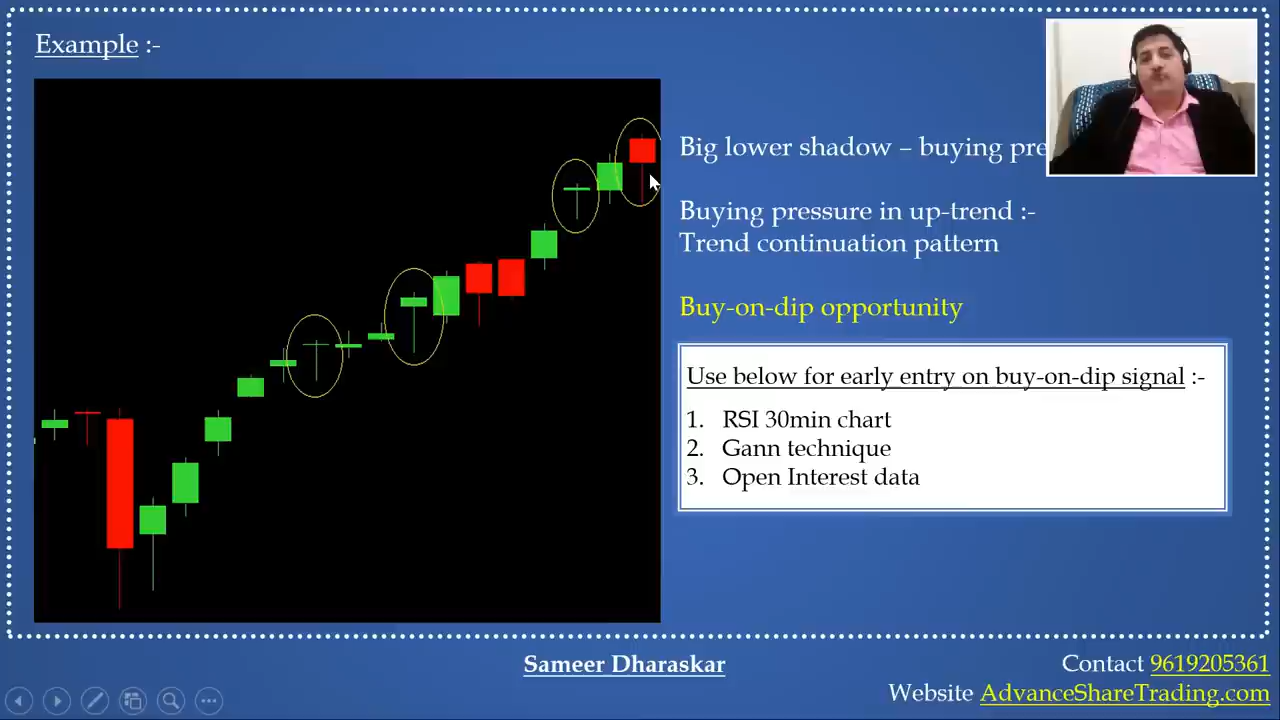 Example :-
Big lower shadow – buying
Buying pressure in up-trend :-
Trend continuation pattern
Buy-on-dip opportunity
Use below for early entry on buy-on-dip signal :-
1. RSI 30min chart
2. Gann technique
3. Open Interest data
Sameer Dharaskar
Contact 9619205361
Website AdvanceShareTrading.com